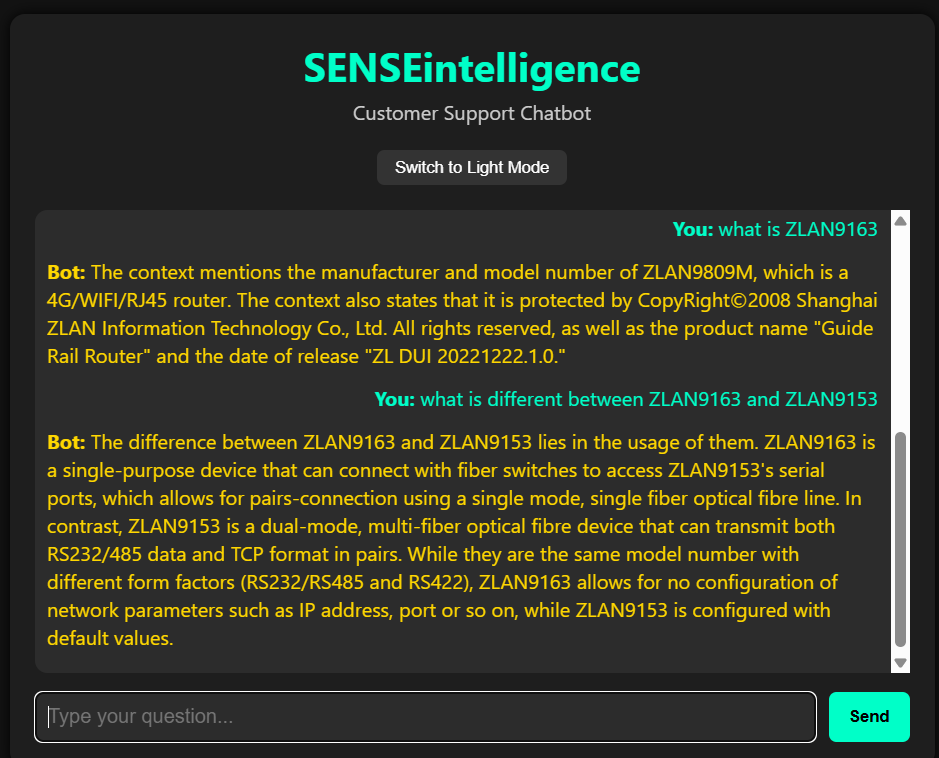 SENSEintelligence
Customer Support Chatbot
Switch to Light Mode
You: what is ZLAN9163
Bot: The context mentions the manufacturer and model number of ZLAN9809M, which is a
4G/WIFI/RJ45 router. The context also states that it is protected by CopyRight©2008 Shanghai
ZLAN Information Technology Co., Ltd. All rights reserved, as well as the product name "Guide
Rail Router" and the date of release "ZL DUI 20221222.1.0."
You: what is different between ZLAN9163 and ZLAN9153
Bot: The difference between ZLAN9163 and ZLAN9153 lies in the usage of them. ZLAN9163 is
a single-purpose device that can connect with fiber switches to access ZLAN9153's serial
ports, which allows for pairs-connection using a single mode, single fiber optical fibre line. In
contrast, ZLAN9153 is a dual-mode, multi-fiber optical fibre device that can transmit both
RS232/485 data and TCP format in pairs. While they are the same model number with
different form factors (RS232/RS485 and RS422), ZLAN9163 allows for no configuration of
network parameters such as IP address, port or so on, while ZLAN9153 is configured with
default values.
Type your question...
Send